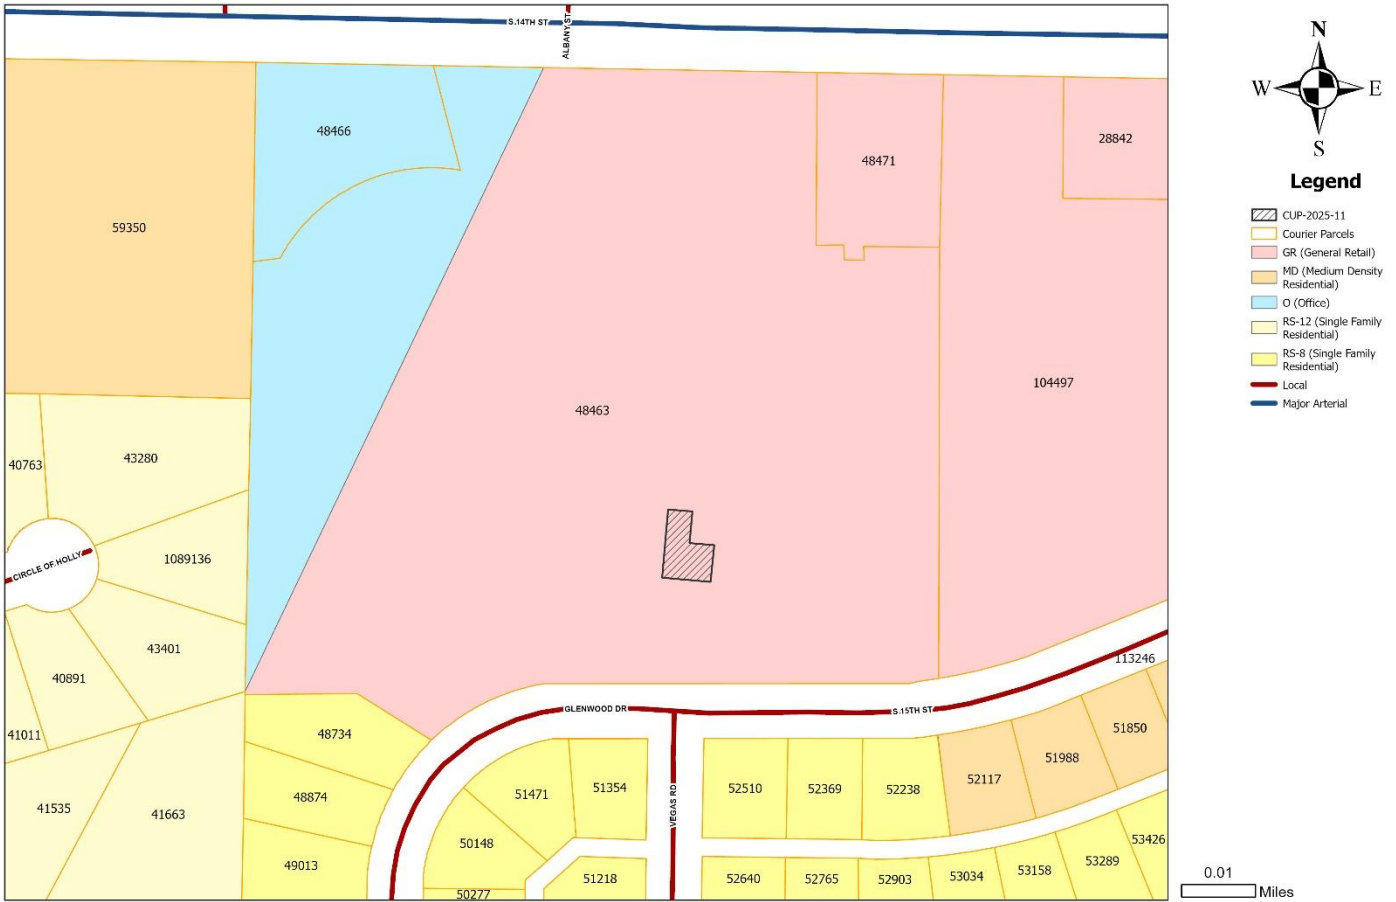 S.14TH ST
ALBANY ST
N
W
E
S
Legend
CUP-2025-11
Courier Parcels
GR (General Retail)
MD (Medium Density
Residential)
O (Office)
RS-12 (Single Family
Residential)
RS-8 (Single Family
Residential)
Local
Major Arterial
48466
48471
28842
59350
104497
48463
40763
43280
CIRCLE OF HOLLY
1089136
43401
40891
41011
113246
GLENWOOD DR
S.15TH ST
48734
51850
51988
52117
51354
51471
52510
52369
52238
48874
41535
41663
VEGAS RD
50148
53426
49013
53289
51218
52640
52765
52903
53034
53158
50277
0.01
Miles